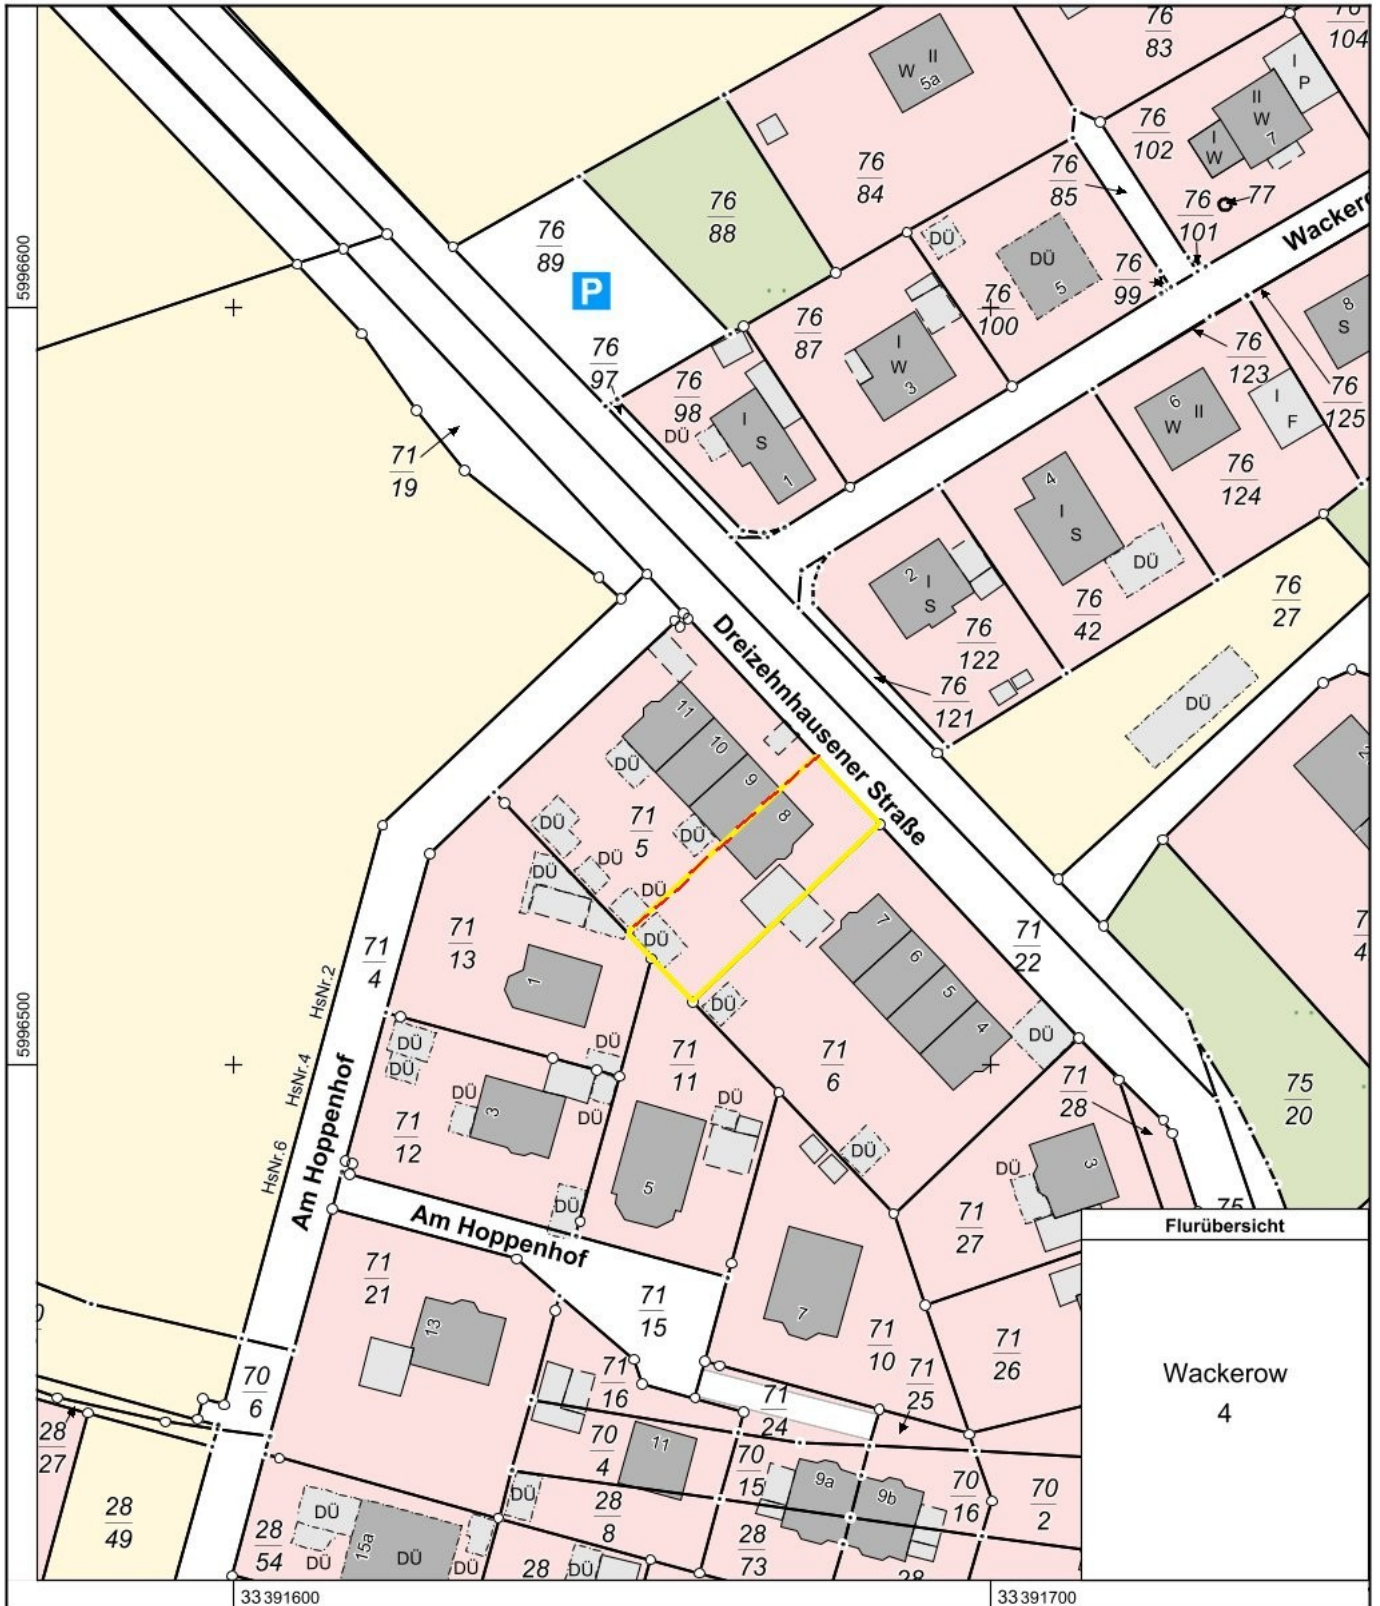 76
83
76
104
W II
5a
I
P
II
W
7
I
W
76
102
76
84
76
85
76
101
77
76
88
76
89
P
DÜ
DÜ
5
76
99
76
100
76
87
I
W
3
76
97
76
98
DÜ
I
S
1
76
123
76
125
8
S
6
W II
I
F
76
124
4
I
S
DÜ
76
42
2
I
S
76
122
76
121
76
27
DÜ
71
19
5996600
Dreizehnhausener Straße
11
10
9
8
DÜ
DÜ
71
5
DÜ
DÜ
DÜ
DÜ
DÜ
7
6
5
4
DÜ
71
22
DÜ
71
6
DÜ
71
13
71
4
1
HsNr.2
HsNr.4
HsNr.6
Am Hoppenhof
5996500
DÜ
DÜ
DÜ
3
DÜ
DÜ
71
12
71
11
DÜ
5
DÜ
71
28
75
20
DÜ
3
71
27
Am Hoppenhof
71
21
13
71
15
7
71
10
71
25
71
26
71
16
71
24
70
6
28
27
28
49
70
4
11
70
15
9a
9b
70
16
70
2
28
8
28
73
28
54
DÜ
DÜ
15a
DÜ
DÜ
DÜ
28
DÜ
28
Flurübersicht
Wackerow
4
33391600
33391700